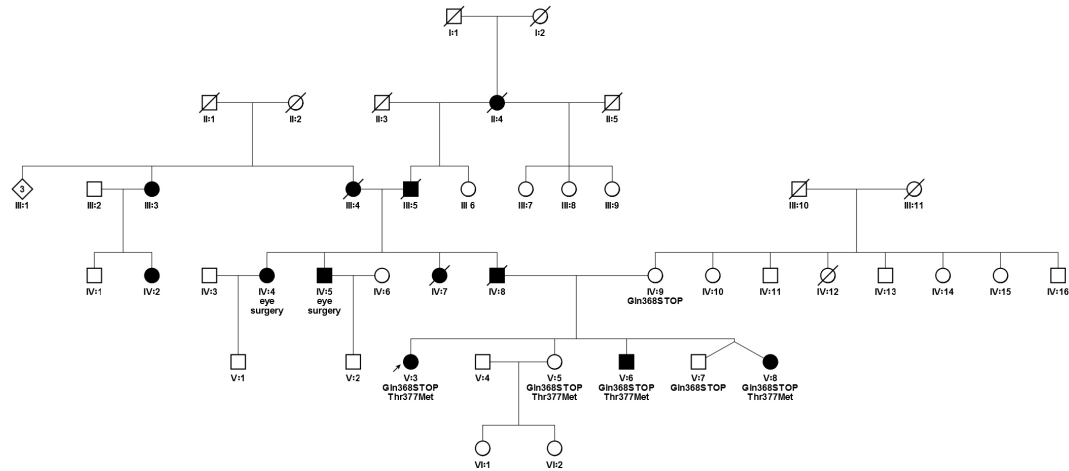 I:1 I:2
II:1 II:2 II:3 II:4 II:5
3
III:1 III:2 III:3 III:4 III:5 III 6 III:7 III:8 III:9 III:10 III:11
IV:1 IV:2 IV:3 IV:4 IV:5 IV:6 IV:7 IV:8 IV:9 IV:10 IV:11 IV:12 IV:13 IV:14 IV:15 IV:16
eye eye Gln368STOP
surgery surgery
V:1 V:2 V:3 V:4 V:5 V:6 V:7 V:8
Gln368STOP Gln368STOP Gln368STOP Gln368STOP Gln368STOP
Thr377Met Thr377Met Thr377Met Thr377Met
VI:1 VI:2